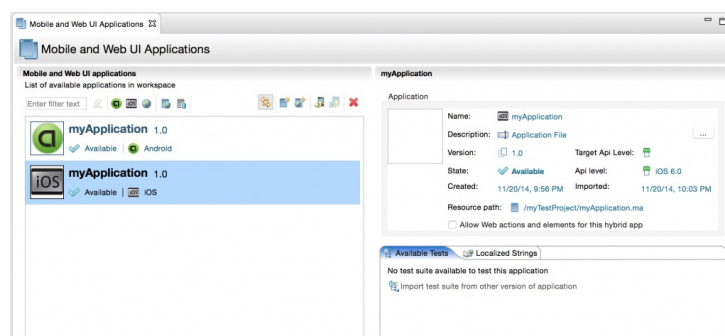 Mobile and Web UI Applications
Mobile and Web UI Applications
Mobile and Web UI applications
List of available applications in workspace
Enter filter text
iOS
myApplication 1.0
Available | Android
iOS
myApplication 1.0
Available | iOS iOS
myApplication
Application
Name: iOS myApplication
Description: Application File ...
Version: 1.0 Target Api Level:
State: Available Api level: iOS 6.0
Created: 11/20/14, 9:56 PM Imported: 11/20/14, 10:03 PM
Resource path: /myTestProject/myApplication.ma
Allow Web actions and elements for this hybrid app
Available Tests Localized Strings
No test suite available to test this application
Import test suite from other version of application